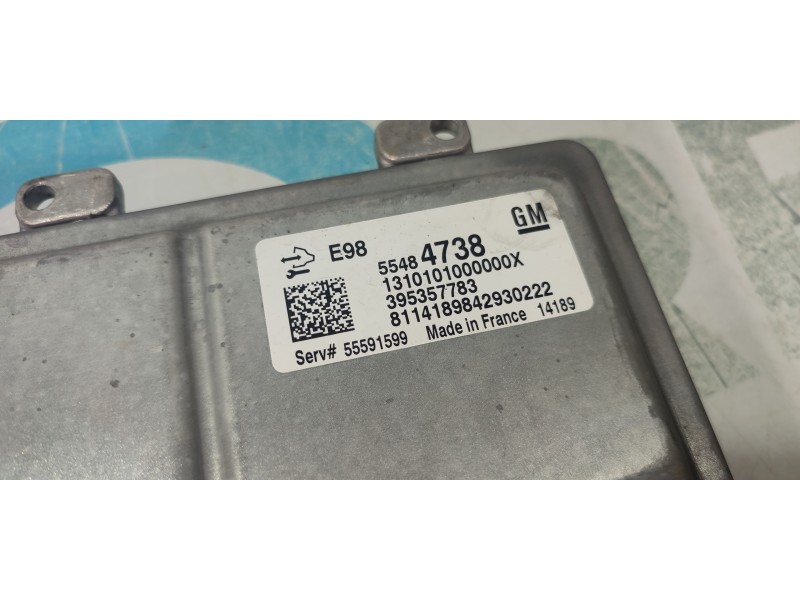 E98 5548 4738 GM
1310101000000X
395357783
8114189842930222
Serv# 55591599 Made in France 14189